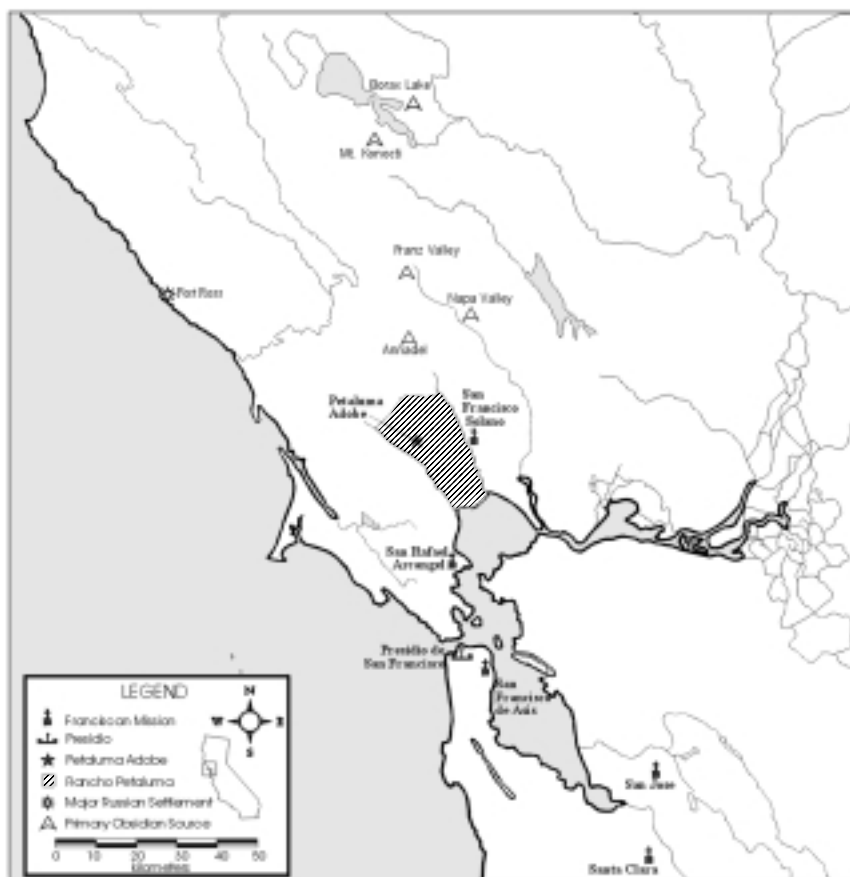 Borax Lake
Mt. Konocti
Franz Valley
Napa Valley
Fort Ross
Annadel
Petaluma
Adobe
San
Francisco
Solano
San Rafael
Arcangel
Presidio de
San Francisco
San
Francisco
de Asis
San Jose
Santa Clara
LEGEND
Franciscan Mission
Presidio
Petaluma Adobe
Rancho Petaluma
Major Russian Settlement
Primary Obsidian Source
N
W E
S
0 10 20 30 40 50
kilometers